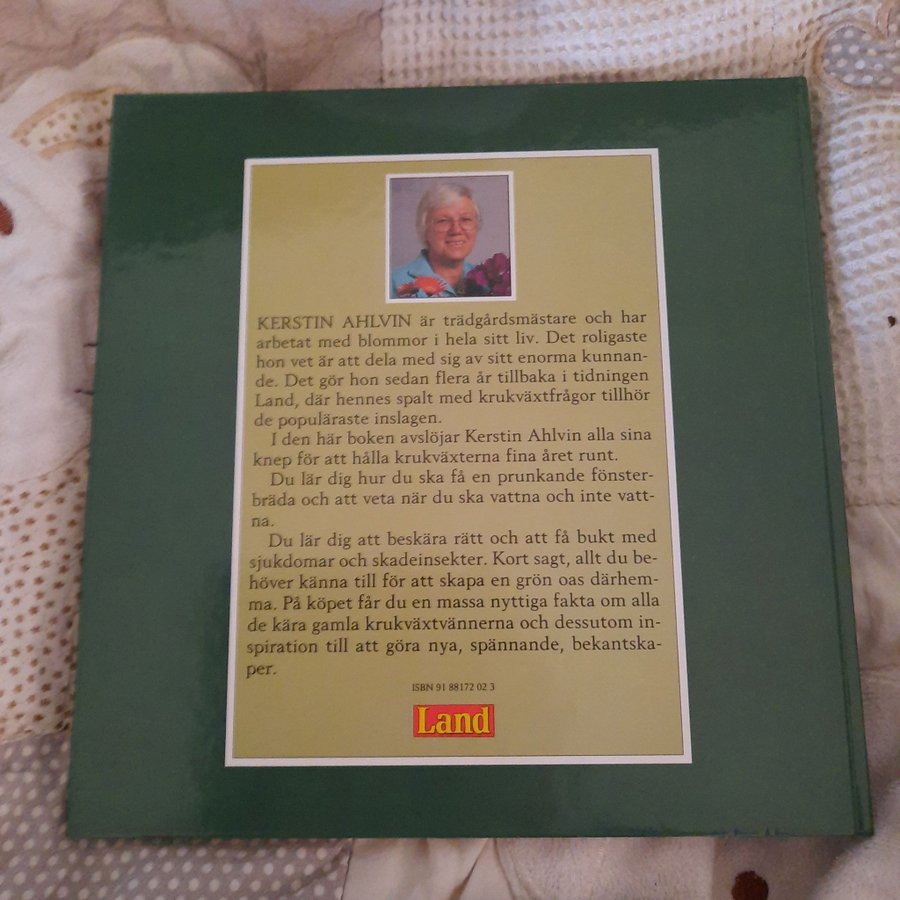 KERSTIN AHLVIN är trädgårdsmästare och har
arbetat med blommor i hela sitt liv. Det roligaste
hon vet är att dela med sig av sitt enorma kunnan-
de. Det gör hon sedan flera år tillbaka i tidningen
Land, där hennes spalt med krukväxtfrågor tillhör
de populäraste inslagen.
I den här boken avslöjar Kerstin Ahlvin alla sina
knep för att hålla krukväxterna fina året runt.
Du lär dig hur du ska få en prunkande fönster-
bräda och att veta när du ska vattna och inte vatt-
na.
Du lär dig att beskära rätt och att få bukt med
sjukdomar och skadeinsekter. Kort sagt, allt du be-
höver känna till för att skapa en grön oas därhem-
ma. På köpet får du en massa nyttiga fakta om alla
de kära gamla krukväxtvännerna och dessutom in-
spiration till att göra nya, spännande, bekantska-
per.
ISBN 91 88172 02 3
Land